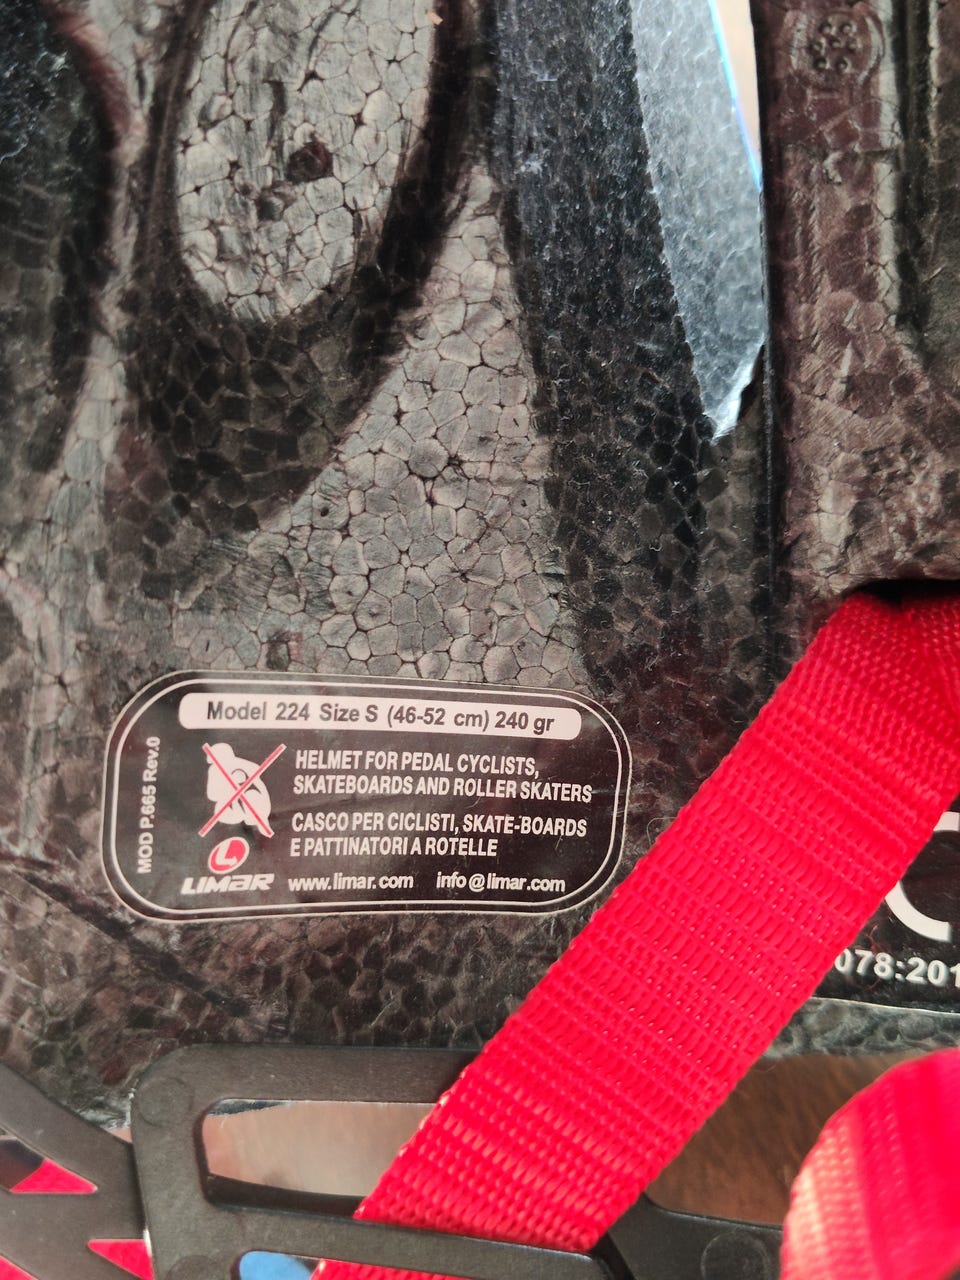 Model 224 Size S (46-52 cm) 240 gr
MOD P.665 Rev.0
HELMET FOR PEDAL CYCLISTS,
SKATEBOARDS AND ROLLER SKATERS
CASCO PER CICLISTI, SKATE-BOARDS
E PATTINATORI A ROTELLE
LIMAR www.limar.com info@limar.com
078:201